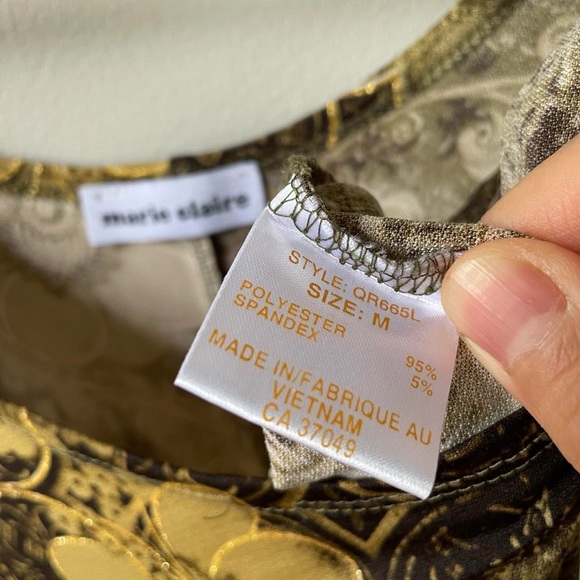 marie claire
STYLE: QR665L
SIZE: M
POLYESTER 95%
SPANDEX 5%
MADE IN/FABRIQUE AU
VIETNAM
CA 37049